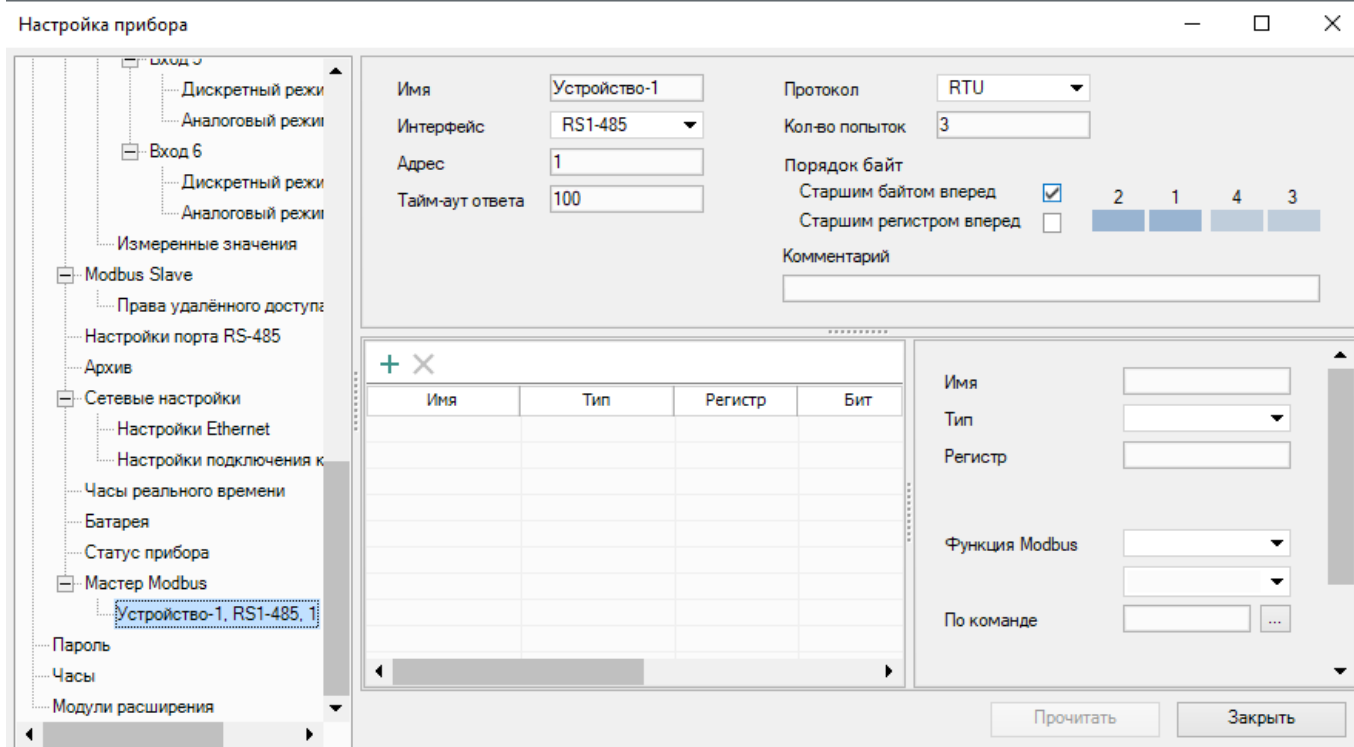 Настройка прибора
Вход 5
Дискретный режи
Аналоговый режи
Вход 6
Дискретный режи
Аналоговый режи
Измеренные значения
Modbus Slave
Права удалённого доступа
Настройки порта RS-485
Архив
Сетевые настройки
Настройки Ethernet
Настройки подключения к
Часы реального времени
Батарея
Статус прибора
Мастер Modbus
Устройство-1, RS1-485, 1
Пароль
Часы
Модули расширения
Имя Устройство-1
Интерфейс RS1-485
Адрес 1
Тайм-аут ответа 100
Протокол RTU
Кол-во попыток 3
Порядок байт
Старшим байтом вперед
Старшим регистром вперед
2 1 4 3
Комментарий
Имя Тип Регистр Бит
Имя
Тип
Регистр
Функция Modbus
По команде ...
Прочитать Закрыть